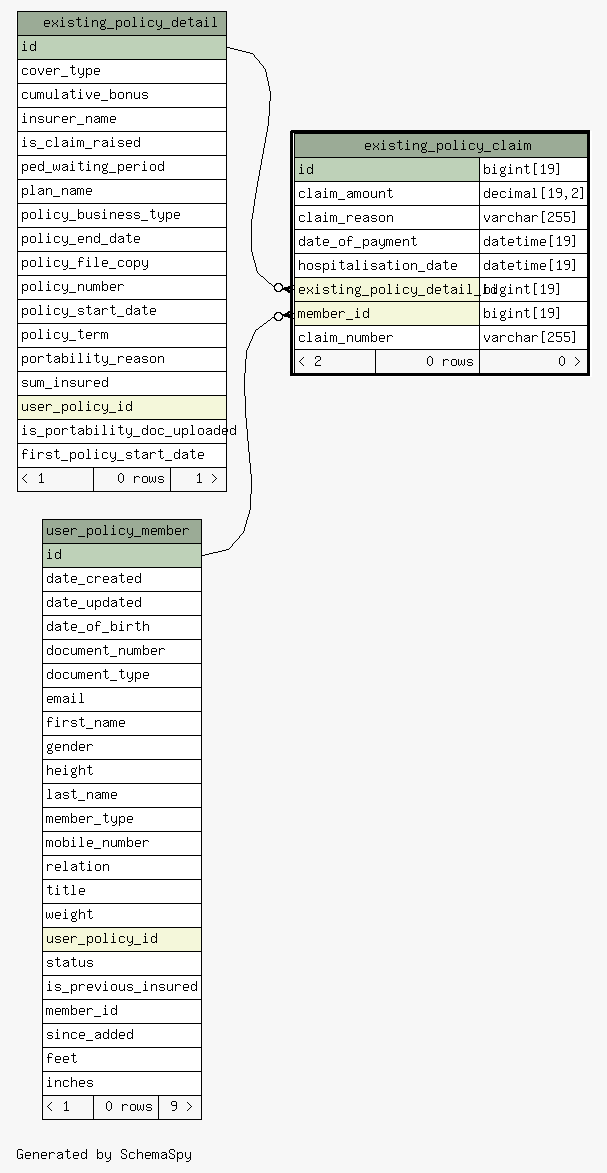 existing_policy_detail
id
cover_type
cumulative_bonus
insurer_name
is_claim_raised
ped_waiting_period
plan_name
policy_business_type
policy_end_date
policy_file_copy
policy_number
policy_start_date
policy_term
portability_reason
sum_insured
user_policy_id
is_portability_doc_uploaded
first_policy_start_date
< 1 0 rows 1 >
existing_policy_claim
id bigint[19]
claim_amount decimal[19,2]
claim_reason varchar[255]
date_of_payment datetime[19]
hospitalisation_date datetime[19]
existing_policy_detail_id bigint[19]
member_id bigint[19]
claim_number varchar[255]
< 2 0 rows 0 >
user_policy_member
id
date_created
date_updated
date_of_birth
document_number
document_type
email
first_name
gender
height
last_name
member_type
mobile_number
relation
title
weight
user_policy_id
status
is_previous_insured
member_id
since_added
feet
inches
< 1 0 rows 9 >
Generated by SchemaSpy